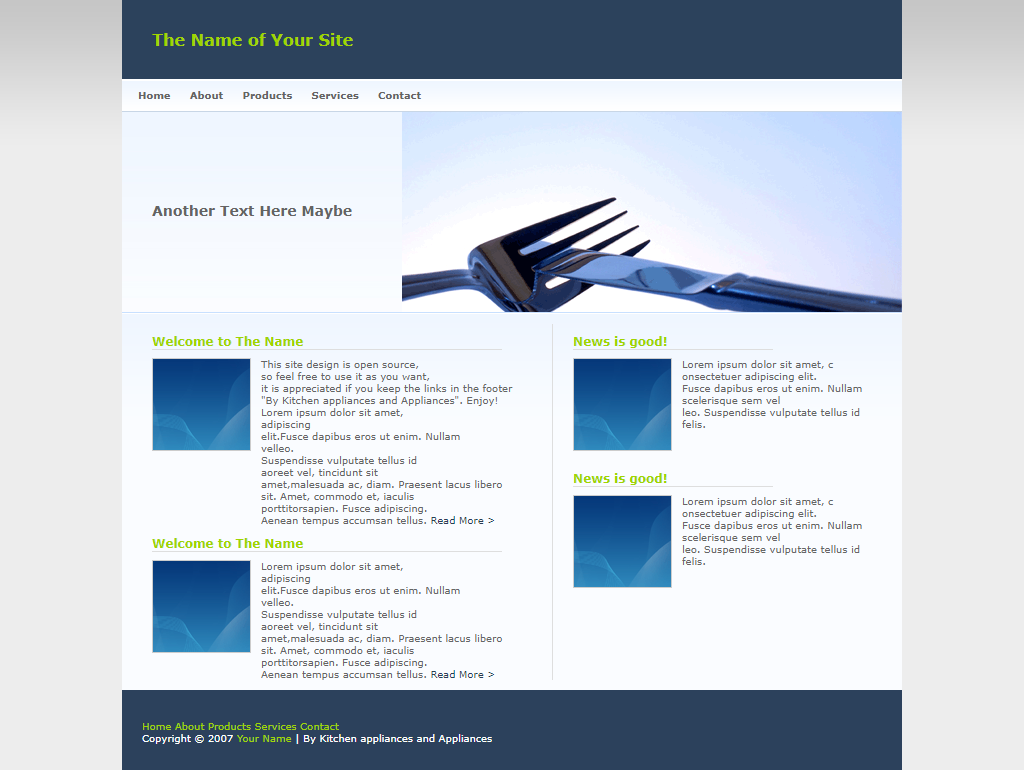 The Name of Your Site
Home About Products Services Contact
Another Text Here Maybe
Welcome to The Name
This site design is open source,
so feel free to use it as you want,
it is appreciated if you keep the links in the footer
"By Kitchen appliances and Appliances". Enjoy!
Lorem ipsum dolor sit amet,
adipiscing
elit.Fusce dapibus eros ut enim. Nullam
velleo.
Suspendisse vulputate tellus id
aoreet vel, tincidunt sit
amet,malesuada ac, diam. Praesent lacus libero
sit. Amet, commodo et, iaculis
porttitorsapien. Fusce adipiscing.
Aenean tempus accumsan tellus. Read More >
Welcome to The Name
Lorem ipsum dolor sit amet,
adipiscing
elit.Fusce dapibus eros ut enim. Nullam
velleo.
Suspendisse vulputate tellus id
aoreet vel, tincidunt sit
amet,malesuada ac, diam. Praesent lacus libero
sit. Amet, commodo et, iaculis
porttitorsapien. Fusce adipiscing.
Aenean tempus accumsan tellus. Read More >
News is good!
Lorem ipsum dolor sit amet, c
onsectetuer adipiscing elit.
Fusce dapibus eros ut enim. Nullam
scelerisque sem vel
leo. Suspendisse vulputate tellus id
felis.
News is good!
Lorem ipsum dolor sit amet, c
onsectetuer adipiscing elit.
Fusce dapibus eros ut enim. Nullam
scelerisque sem vel
leo. Suspendisse vulputate tellus id
felis.
Home About Products Services Contact
Copyright © 2007 Your Name | By Kitchen appliances and Appliances